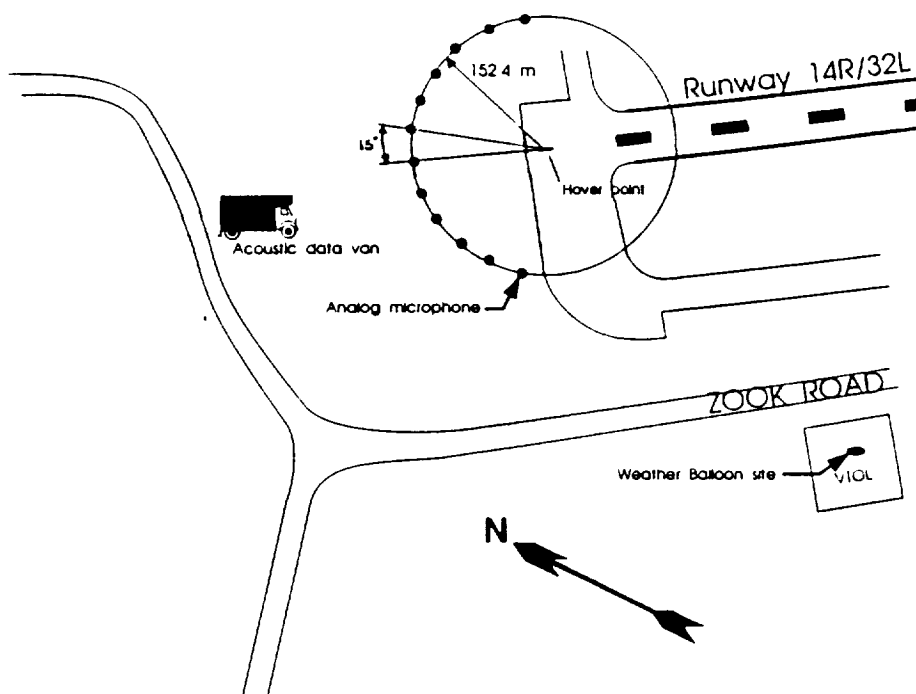 152.4 m
Runway 14R/32L
15°
Hover point
Acoustic data van
Analog microphone
ZOOK ROAD
Weather Balloon site
VTOL
N